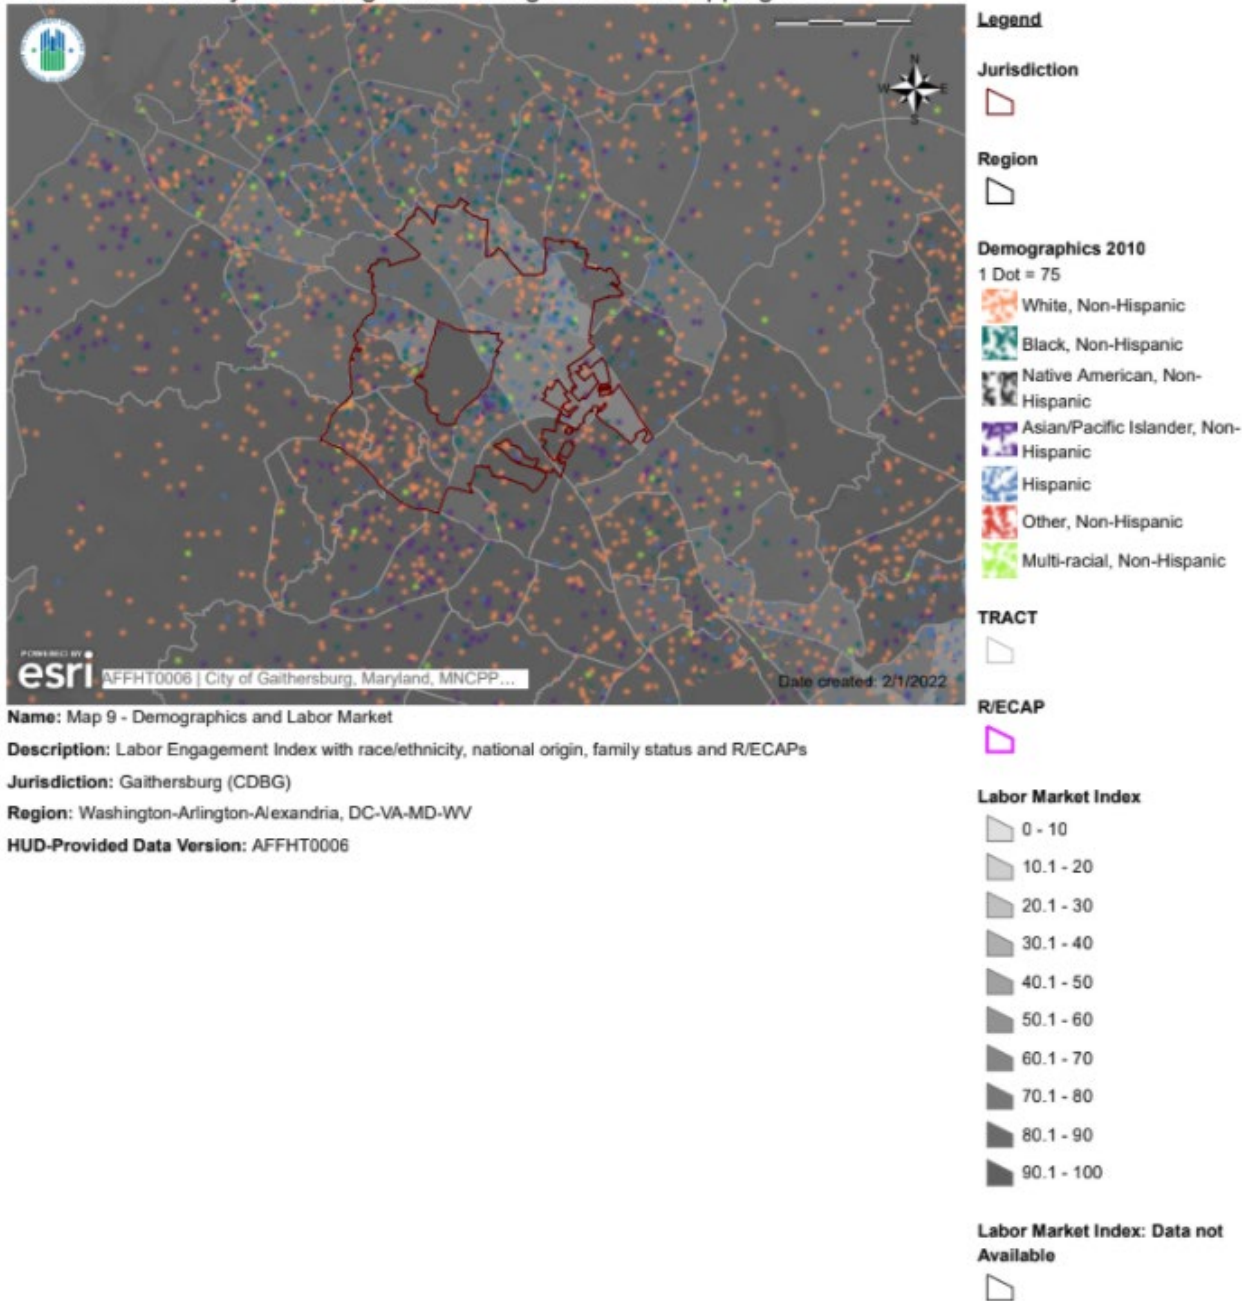 Legend
Jurisdiction
Region
Demographics 2010
1 Dot = 75
White, Non-Hispanic
Black, Non-Hispanic
Native American, Non-
Hispanic
Asian/Pacific Islander, Non-
Hispanic
Hispanic
Other, Non-Hispanic
Multi-racial, Non-Hispanic
TRACT
R/ECAP
Labor Market Index
0 - 10
10.1 - 20
20.1 - 30
30.1 - 40
40.1 - 50
50.1 - 60
60.1 - 70
70.1 - 80
80.1 - 90
90.1 - 100
Labor Market Index: Data not
Available
N
W E
S
POWERED BY
esri
AFFHT0006 | City of Gaithersburg, Maryland, MNCPP...
Date created: 2/1/2022
Name: Map 9 - Demographics and Labor Market
Description: Labor Engagement Index with race/ethnicity, national origin, family status and R/ECAPs
Jurisdiction: Gaithersburg (CDBG)
Region: Washington-Arlington-Alexandria, DC-VA-MD-WV
HUD-Provided Data Version: AFFHT0006